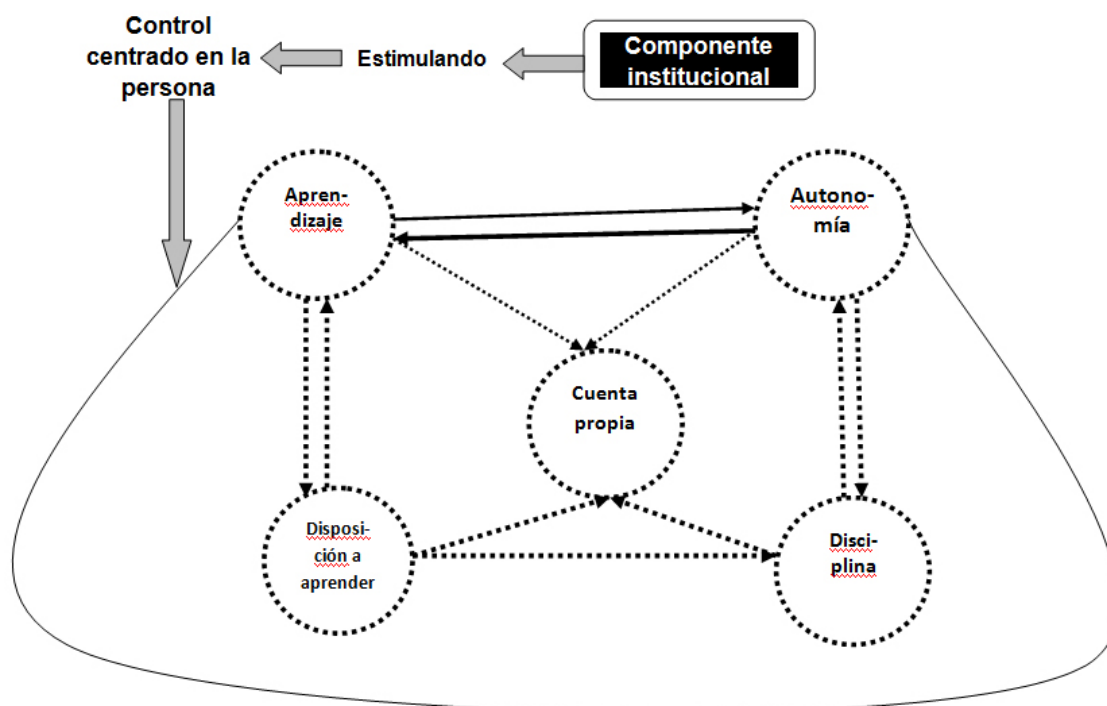 Control
centrado en la
persona
Estimulando
Componente
institucional
Apren-
dizaje
Autono-
mía
Cuenta
propia
Disposi-
ción a
aprender
Disci-
plina